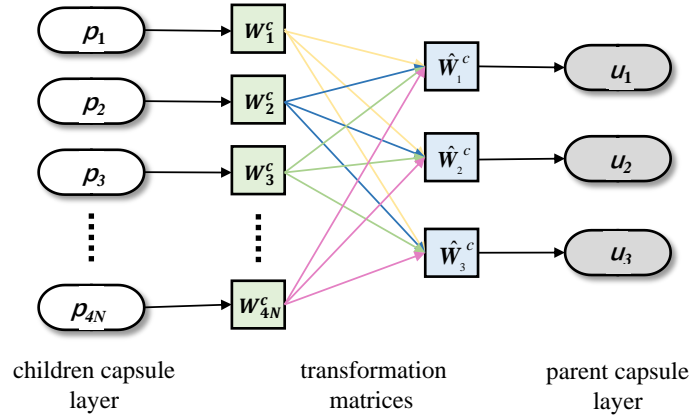 p₁ W₁ᶜ
Ŵ₁ᶜ u₁
p₂ W₂ᶜ
Ŵ₂ᶜ u₂
p₃ W₃ᶜ
Ŵ₃ᶜ u₃
p₄N W₄Nᶜ
children capsule
layer
transformation
matrices
parent capsule
layer